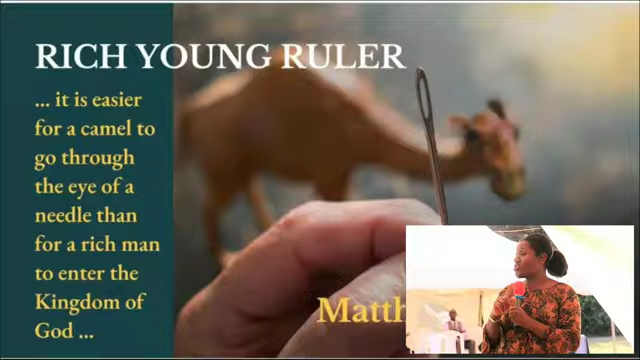 RICH YOUNG RULER
... it is easier
for a camel to
go through
the eye of a
needle than
for a rich man
to enter the
Kingdom of
God ...